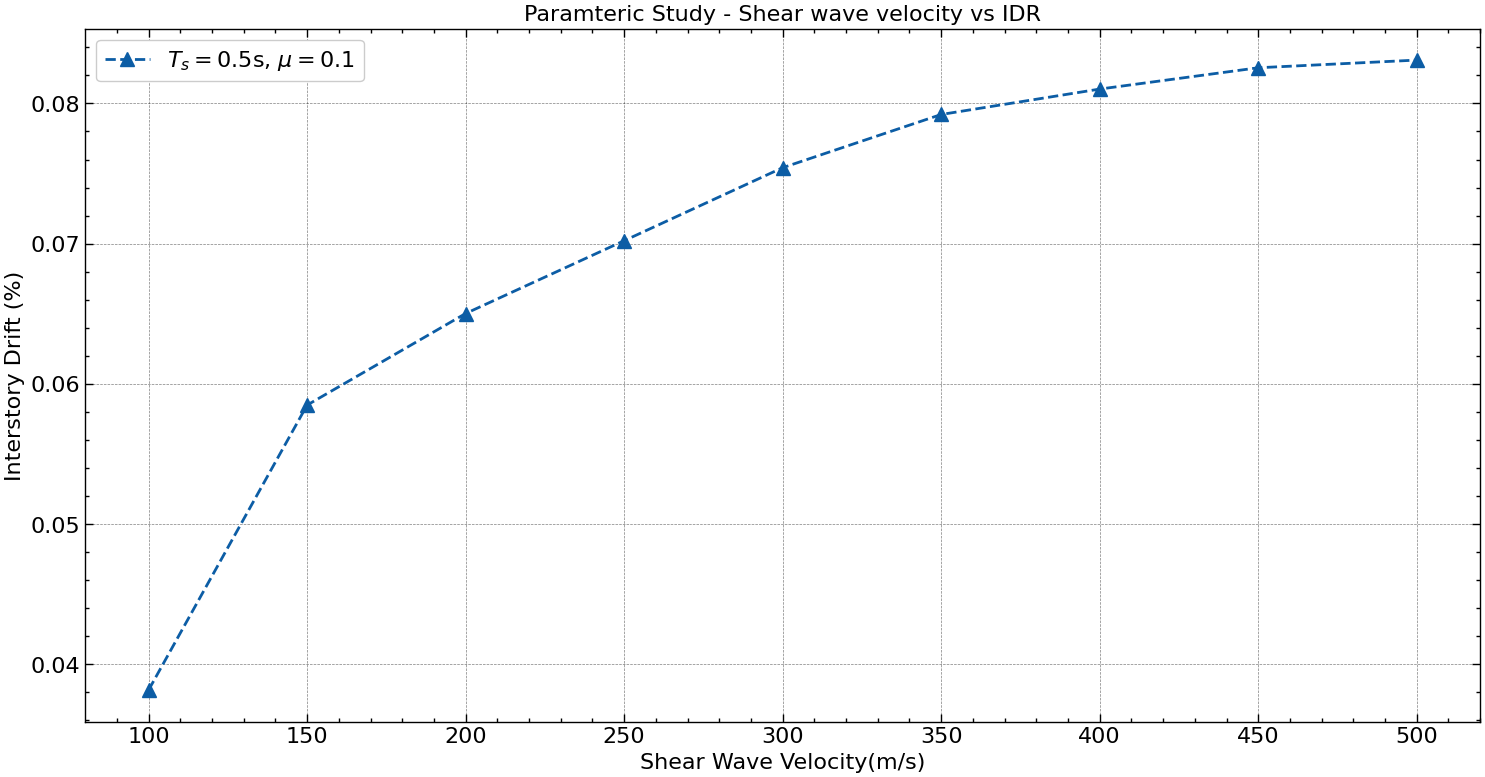 Paramteric Study - Shear wave velocity vs IDR
T_s = 0.5s, μ = 0.1
0.08
0.07
0.06
0.05
0.04
Interstory Drift (%)
100 150 200 250 300 350 400 450 500
Shear Wave Velocity(m/s)